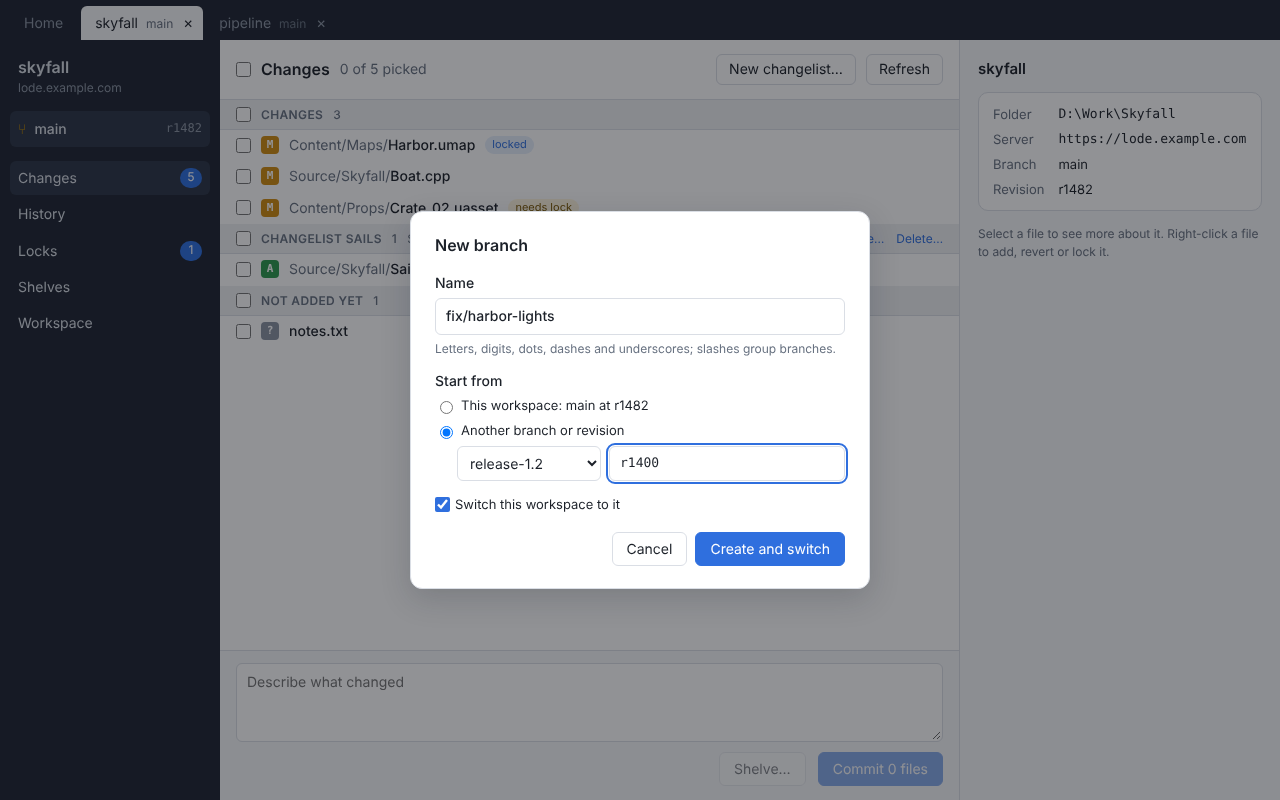 Home
skyfall main ×
pipeline main ×
skyfall
lode.example.com
main r1482
Changes 5
History
Locks 1
Shelves
Workspace
Changes 0 of 5 picked
New changelist...
Refresh
CHANGES 3
M Content/Maps/Harbor.umap locked
M Source/Skyfall/Boat.cpp
M Content/Props/Crate_02.uasset needs lock
CHANGELIST SAILS 1
Delete...
A Source/Skyfall/Sai
NOT ADDED YET 1
? notes.txt
New branch
Name
fix/harbor-lights
Letters, digits, dots, dashes and underscores; slashes group branches.
Start from
This workspace: main at r1482
Another branch or revision
release-1.2
r1400
Switch this workspace to it
Cancel
Create and switch
Describe what changed
Shelve...
Commit 0 files
skyfall
Folder D:\Work\Skyfall
Server https://lode.example.com
Branch main
Revision r1482
Select a file to see more about it. Right-click a file
to add, revert or lock it.